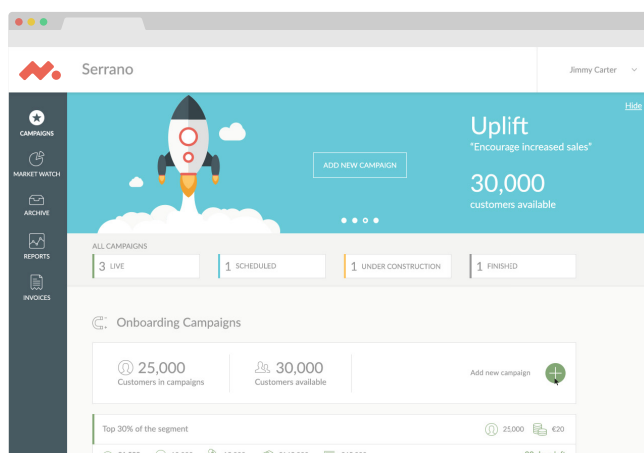 Serrano
Jimmy Carter
CAMPAIGNS
MARKET WATCH
ARCHIVE
REPORTS
INVOICES
Hide
Uplift
"Encourage increased sales"
30,000
customers available
ADD NEW CAMPAIGN
ALL CAMPAIGNS
3 LIVE
1 SCHEDULED
1 UNDER CONSTRUCTION
1 FINISHED
Onboarding Campaigns
25,000
Customers in campaigns
30,000
Customers available
Add new campaign
Top 30% of the segment
25,000
€20